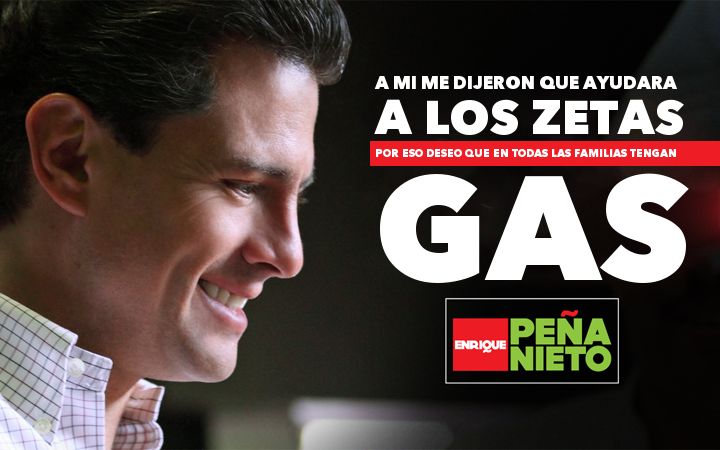 A MI ME DIJERON QUE AYUDARA
A LOS ZETAS
POR ESO DESEO QUE EN TODAS LAS FAMILIAS TENGAN
GAS
ENRIQUE
PEÑA
NIETO